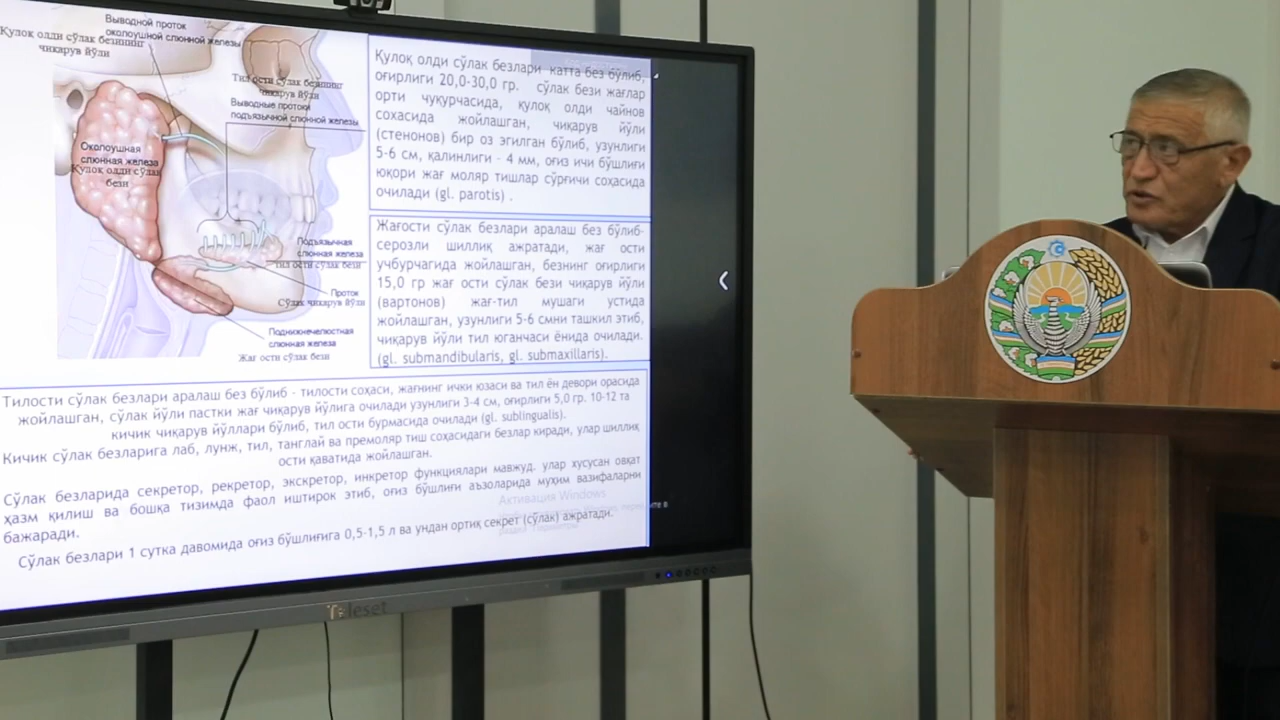 Выводной проток
околоушной слюнной железы
Қулоқ олди сўлак безининг
чиқарув йўли
Тил ости сўлак безининг
чиқарув йўли
Выводные протоки
подъязычной слюнной железы
Околоушная
слюнная железа
Қулоқ олди сўлак
бези
Подъязычная
слюнная железа
тил ости сўлак бези
Проток
Сўлак чиқарув йўли
Поднижнечелюстная
слюнная железа
Жағ ости сўлак бези
Қулоқ олди сўлак безлари катта без бўлиб,
оғирлиги 20,0-30,0 гр. сўлак бези жағлар
орти чуқурчасида, қулоқ олди чайнов
сохасида жойлашган, чиқарув йўли
(стенонов) бир оз эгилган бўлиб, узунлиги
5-6 см, қалинлиги - 4 мм, оғиз ичи бўшлиғи
юқори жағ моляр тишлар сўрғичи соҳасида
очилади (gl. parotis) .
Жағости сўлак безлари аралаш без бўлиб-
серозли шиллиқ ажратади, жағ ости
учбурчагида жойлашган, безнинг оғирлиги
15,0 гр жағ ости сўлак бези чиқарув йўли
(вартонов) жағ-тил мушаги устида
жойлашган, узунлиги 5-6 смни ташкил этиб,
чиқарув йўли тил юганчаси ёнида очилади.
(gl. submandibularis, gl. submaxillaris).
Тилости сўлак безлари аралаш без бўлиб - тилости соҳаси, жағнинг ички юзаси ва тил ён девори орасида
жойлашган, сўлак йўли пастки жағ чиқарув йўлига очилади узунлиги 3-4 см, оғирлиги 5,0 гр. 10-12 та
кичик чиқарув йўллари бўлиб, тил ости бурмасида очилади (gl. sublingualis).
Кичик сўлак безларига лаб, лунж, тил, танглай ва премоляр тиш соҳасидаги безлар киради, улар шиллиқ
ости қаватида жойлашган.
Сўлак безларида секретор, рекретор, экскретор, инкретор функциялари мавжуд. улар хусусан овқат
ҳазм қилиш ва бошқа тизимда фаол иштирок этиб, оғиз бўшлиғи аъзоларида муҳим вазифаларни
бажаради.
Сўлак безлари 1 сутка давомида оғиз бўшлиғига 0,5-1,5 л ва ундан ортиқ секрет (сўлак) ажратади.
Активация Windows
Teleset